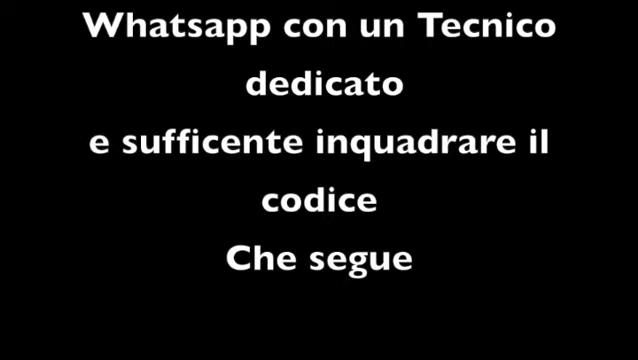 Whatsapp con un Tecnico
dedicato
e sufficente inquadrare il
codice
Che segue